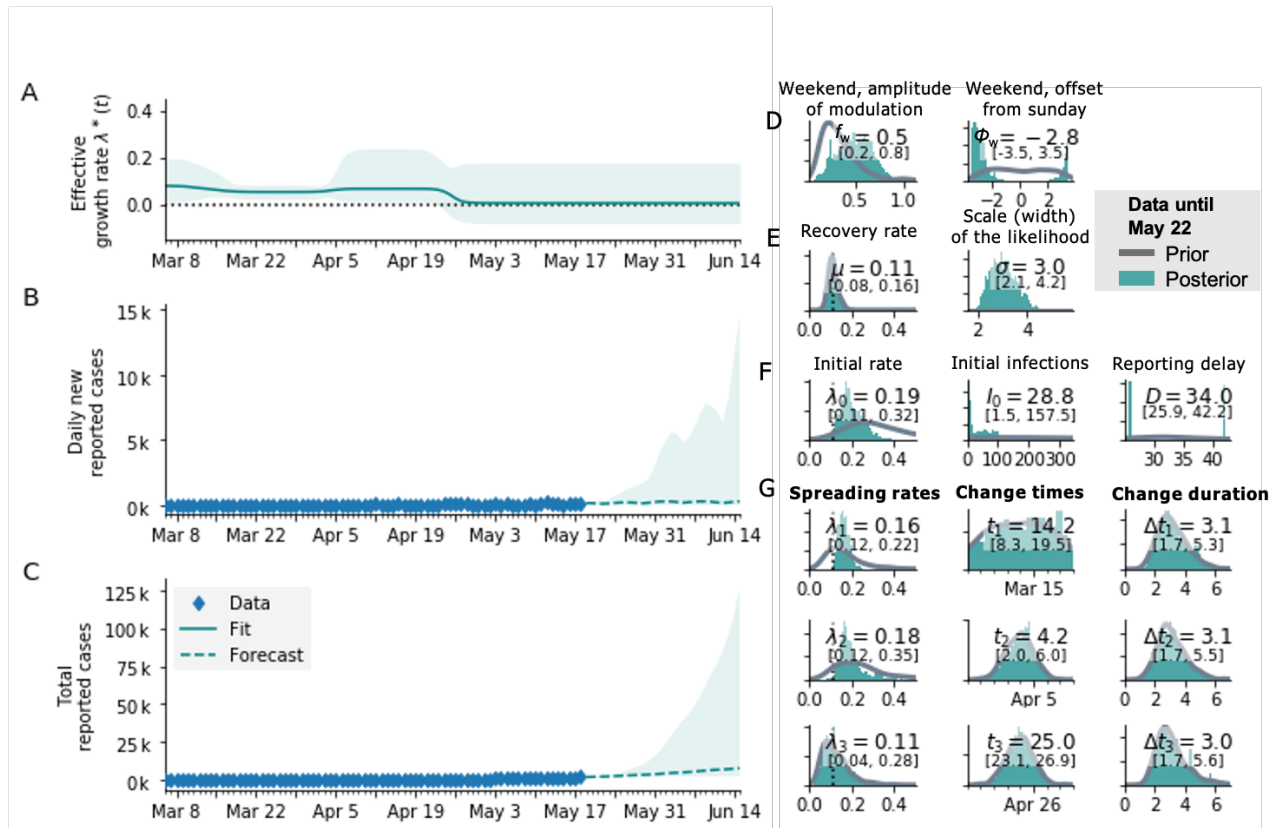 A
Effective
growth rate λ * (t)
0.4
0.2
0.0
Mar 8 Mar 22 Apr 5 Apr 19 May 3 May 17 May 31 Jun 14
B
Daily new
reported cases
15 k
10 k
5 k
0 k
Mar 8 Mar 22 Apr 5 Apr 19 May 3 May 17 May 31 Jun 14
C
Total
reported cases
125 k
100 k
75 k
50 k
25 k
0 k
Data
Fit
Forecast
Mar 8 Mar 22 Apr 5 Apr 19 May 3 May 17 May 31 Jun 14
D
Weekend, amplitude
of modulation
f_w = 0.5
[0.2, 0.8]
0.5 1.0
Weekend, offset
from sunday
Φ_w = −2.8
[-3.5, 3.5]
−2 0 2
Data until
May 22
Prior
Posterior
E
Recovery rate
μ = 0.11
[0.08, 0.16]
0.0 0.2 0.4
Scale (width)
of the likelihood
σ = 3.0
[2.1, 4.2]
2 4
F
Initial rate
λ0 = 0.19
[0.11, 0.32]
0.0 0.2 0.4
Initial infections
I0 = 28.8
[1.5, 157.5]
0 100 200 300
Reporting delay
D = 34.0
[25.9, 42.2]
30 35 40
G
Spreading rates
Change times
Change duration
λ1 = 0.16
[0.12, 0.22]
0.0 0.2 0.4
t1 = 14.2
[8.3, 19.5]
Mar 15
Δt1 = 3.1
[1.7, 5.3]
0 2 4 6
λ2 = 0.18
[0.12, 0.35]
0.0 0.2 0.4
t2 = 4.2
[2.0, 6.0]
Apr 5
Δt2 = 3.1
[1.7, 5.5]
0 2 4 6
λ3 = 0.11
[0.04, 0.28]
0.0 0.2 0.4
t3 = 25.0
[23.1, 26.9]
Apr 26
Δt3 = 3.0
[1.7, 5.6]
0 2 4 6